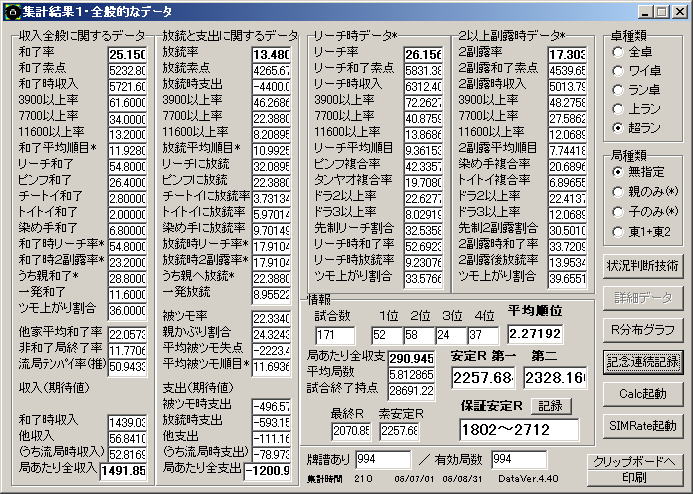 集計結果1・全般的なデータ
収入全般に関するデータ
和了率 25.150
和了素点 5232.80
和了時収入 5721.60
3900以上率 61.6000
7700以上率 34.0000
11600以上率 13.2000
和了平均順目* 11.9280
リーチ和了 54.8000
ピンフ和了 26.4000
チートイ和了 2.80000
トイトイ和了 2.00000
染め手和了 6.80000
和了時リーチ率* 54.8000
和了時2副露率* 23.2000
うち親和了* 28.8000
一発和了 11.6000
ツモ上がり割合 36.0000
他家平均和了率 22.0573
非和了局終了率 11.7706
流局テンパイ率(推) 50.9433
収入(期待値)
和了時収入 1439.03
他収入 56.8410
(うち流局時収入) 52.8169
局あたり全収入 1491.85
放銃と支出に関するデータ
放銃率 13.480
放銃素点 4265.67
放銃時支出 -4400.0
3900以上率 46.2686
7700以上率 22.3880
11600以上率 8.20895
放銃平均順目* 10.9925
リーチに放銃 32.0895
ピンフに放銃 22.3880
チートイに放銃率 3.73134
トイトイに放銃率 5.97014
染め手に放銃率 9.70149
放銃時リーチ率* 17.9104
放銃時2副露率* 17.9104
うち親へ放銃* 22.3880
一発放銃 8.95522
被ツモ率 22.3340
親かぶり割合 24.3243
平均被ツモ失点 -2223.4
平均放銃順目* 11.6936
支出(期待値)
被ツモ時支出 -496.57
放銃時支出 -593.15
他支出 -111.16
(うち流局時支出) -78.973
局あたり全支出 -1200.9
リーチ時データ*
リーチ率 26.156
リーチ和了素点 5831.38
リーチ時収入 6312.40
3900以上率 72.2627
7700以上率 40.8759
11600以上率 13.8686
リーチ平均順目 9.36153
ピンフ複合率 42.3357
タンヤオ複合率 19.7080
ドラ2以上率 22.6277
ドラ3以上率 8.02919
先制リーチ割合 32.5358
リーチ時和了率 52.6923
リーチ時放銃率 9.23076
ツモ上がり割合 33.5766
2以上副露時データ*
2副露率 17.303
2副露和了素点 4539.65
2副露時収入 5013.79
3900以上率 48.2758
7700以上率 27.5862
11600以上率 12.0689
2副露平均順目 7.74418
染め手複合率 20.6896
トイトイ複合率 6.89655
ドラ2以上率 22.4137
ドラ3以上率 12.0689
先制2副露割合 30.5010
2副露時和了率 33.7209
2副露後放銃率 13.9534
ツモ上がり割合 39.6551
情報
試合数 1位 2位 3位 4位 平均順位
171 52 58 24 37 2.27192
局あたり全収支 290.945 安定R 第一 第二
平均局数 5.812865 2257.68 2328.16
試合終了持点 28691.22
最終R 素安定R 保証安定R 記録
2070.85 2257.68 1802～2712
牌譜あり 994 / 有効局数 994
集計時間 210 06/07/01 06/08/31 DataVer.4.40
卓種類
全卓
ワイ卓
ラン卓
上ラン
超ラン
局種類
無指定
親のみ(*)
子のみ(*)
東1+東2
状況判断技術
詳細データ
R分布グラフ
記念連続記録
Calc起動
SIMRate起動
クリップボードへ
印刷